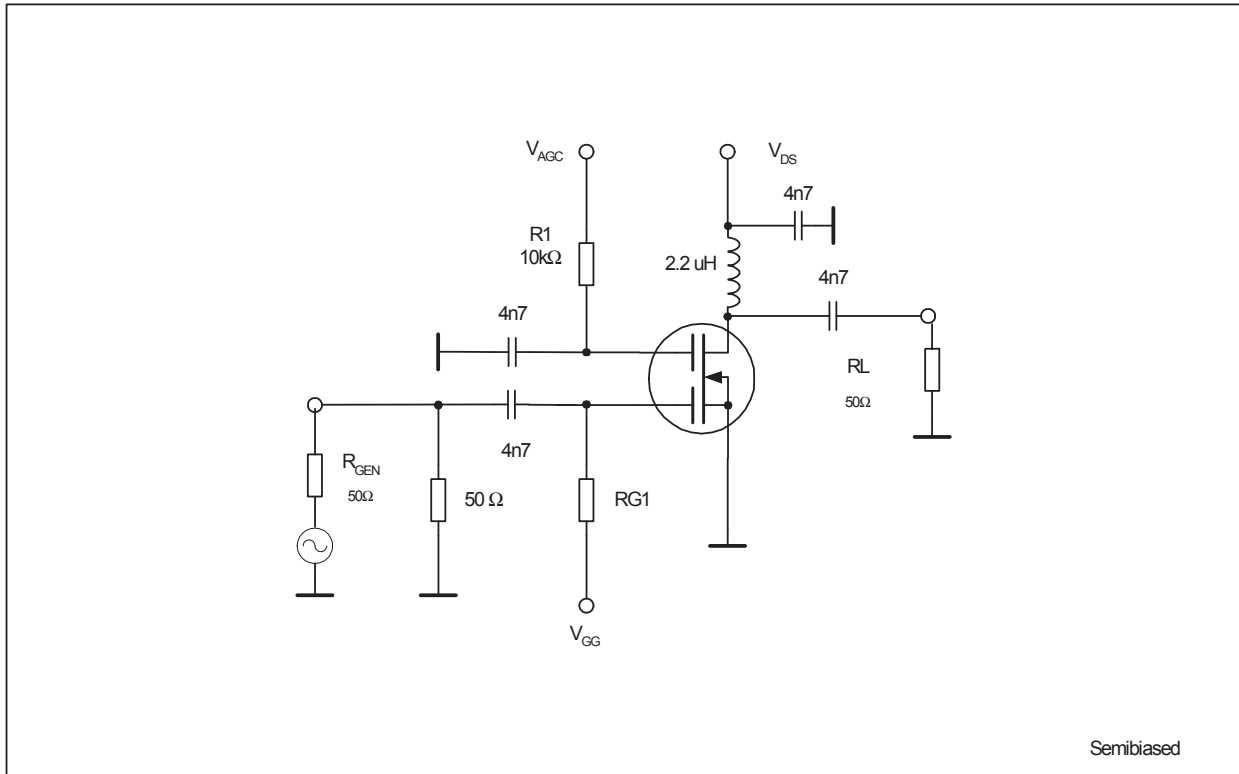 V_AGC
V_DS
4n7
R1
10kΩ
2.2 uH
4n7
4n7
RL
50Ω
4n7
R_GEN
50Ω
50 Ω
RG1
V_GG
Semibiased